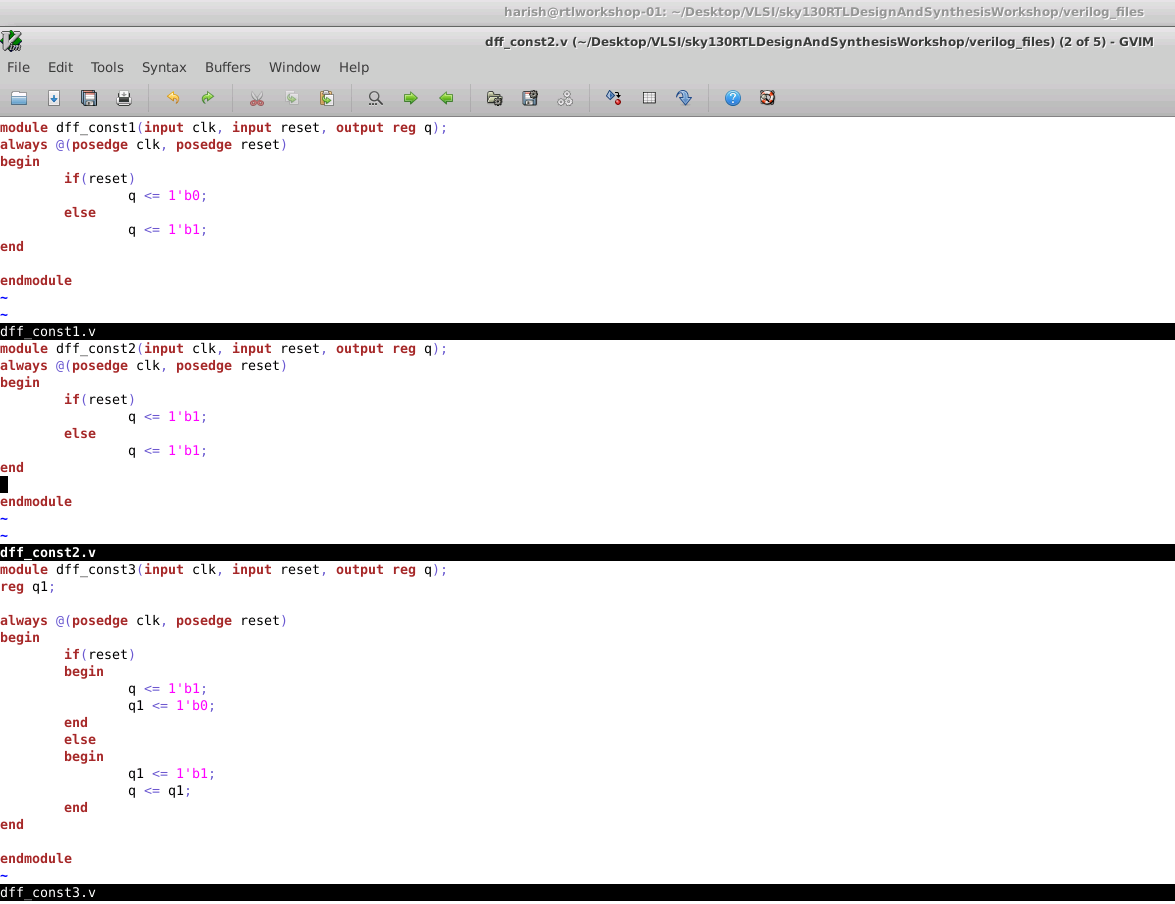 harish@rtlworkshop-01: ~/Desktop/VLSI/sky130RTLDesignAndSynthesisWorkshop/verilog_files
dff_const2.v (~/Desktop/VLSI/sky130RTLDesignAndSynthesisWorkshop/verilog_files) (2 of 5) - GVIM
File Edit Tools Syntax Buffers Window Help
module dff_const1(input clk, input reset, output reg q);
always @(posedge clk, posedge reset)
begin
        if(reset)
                q <= 1'b0;
        else
                q <= 1'b1;
end

endmodule
~
~
dff_const1.v
module dff_const2(input clk, input reset, output reg q);
always @(posedge clk, posedge reset)
begin
        if(reset)
                q <= 1'b1;
        else
                q <= 1'b1;
end

endmodule
~
~
dff_const2.v
module dff_const3(input clk, input reset, output reg q);
reg q1;

always @(posedge clk, posedge reset)
begin
        if(reset)
        begin
                q <= 1'b1;
                q1 <= 1'b0;
        end
        else
        begin
                q1 <= 1'b1;
                q <= q1;
        end
end

endmodule
~
dff_const3.v